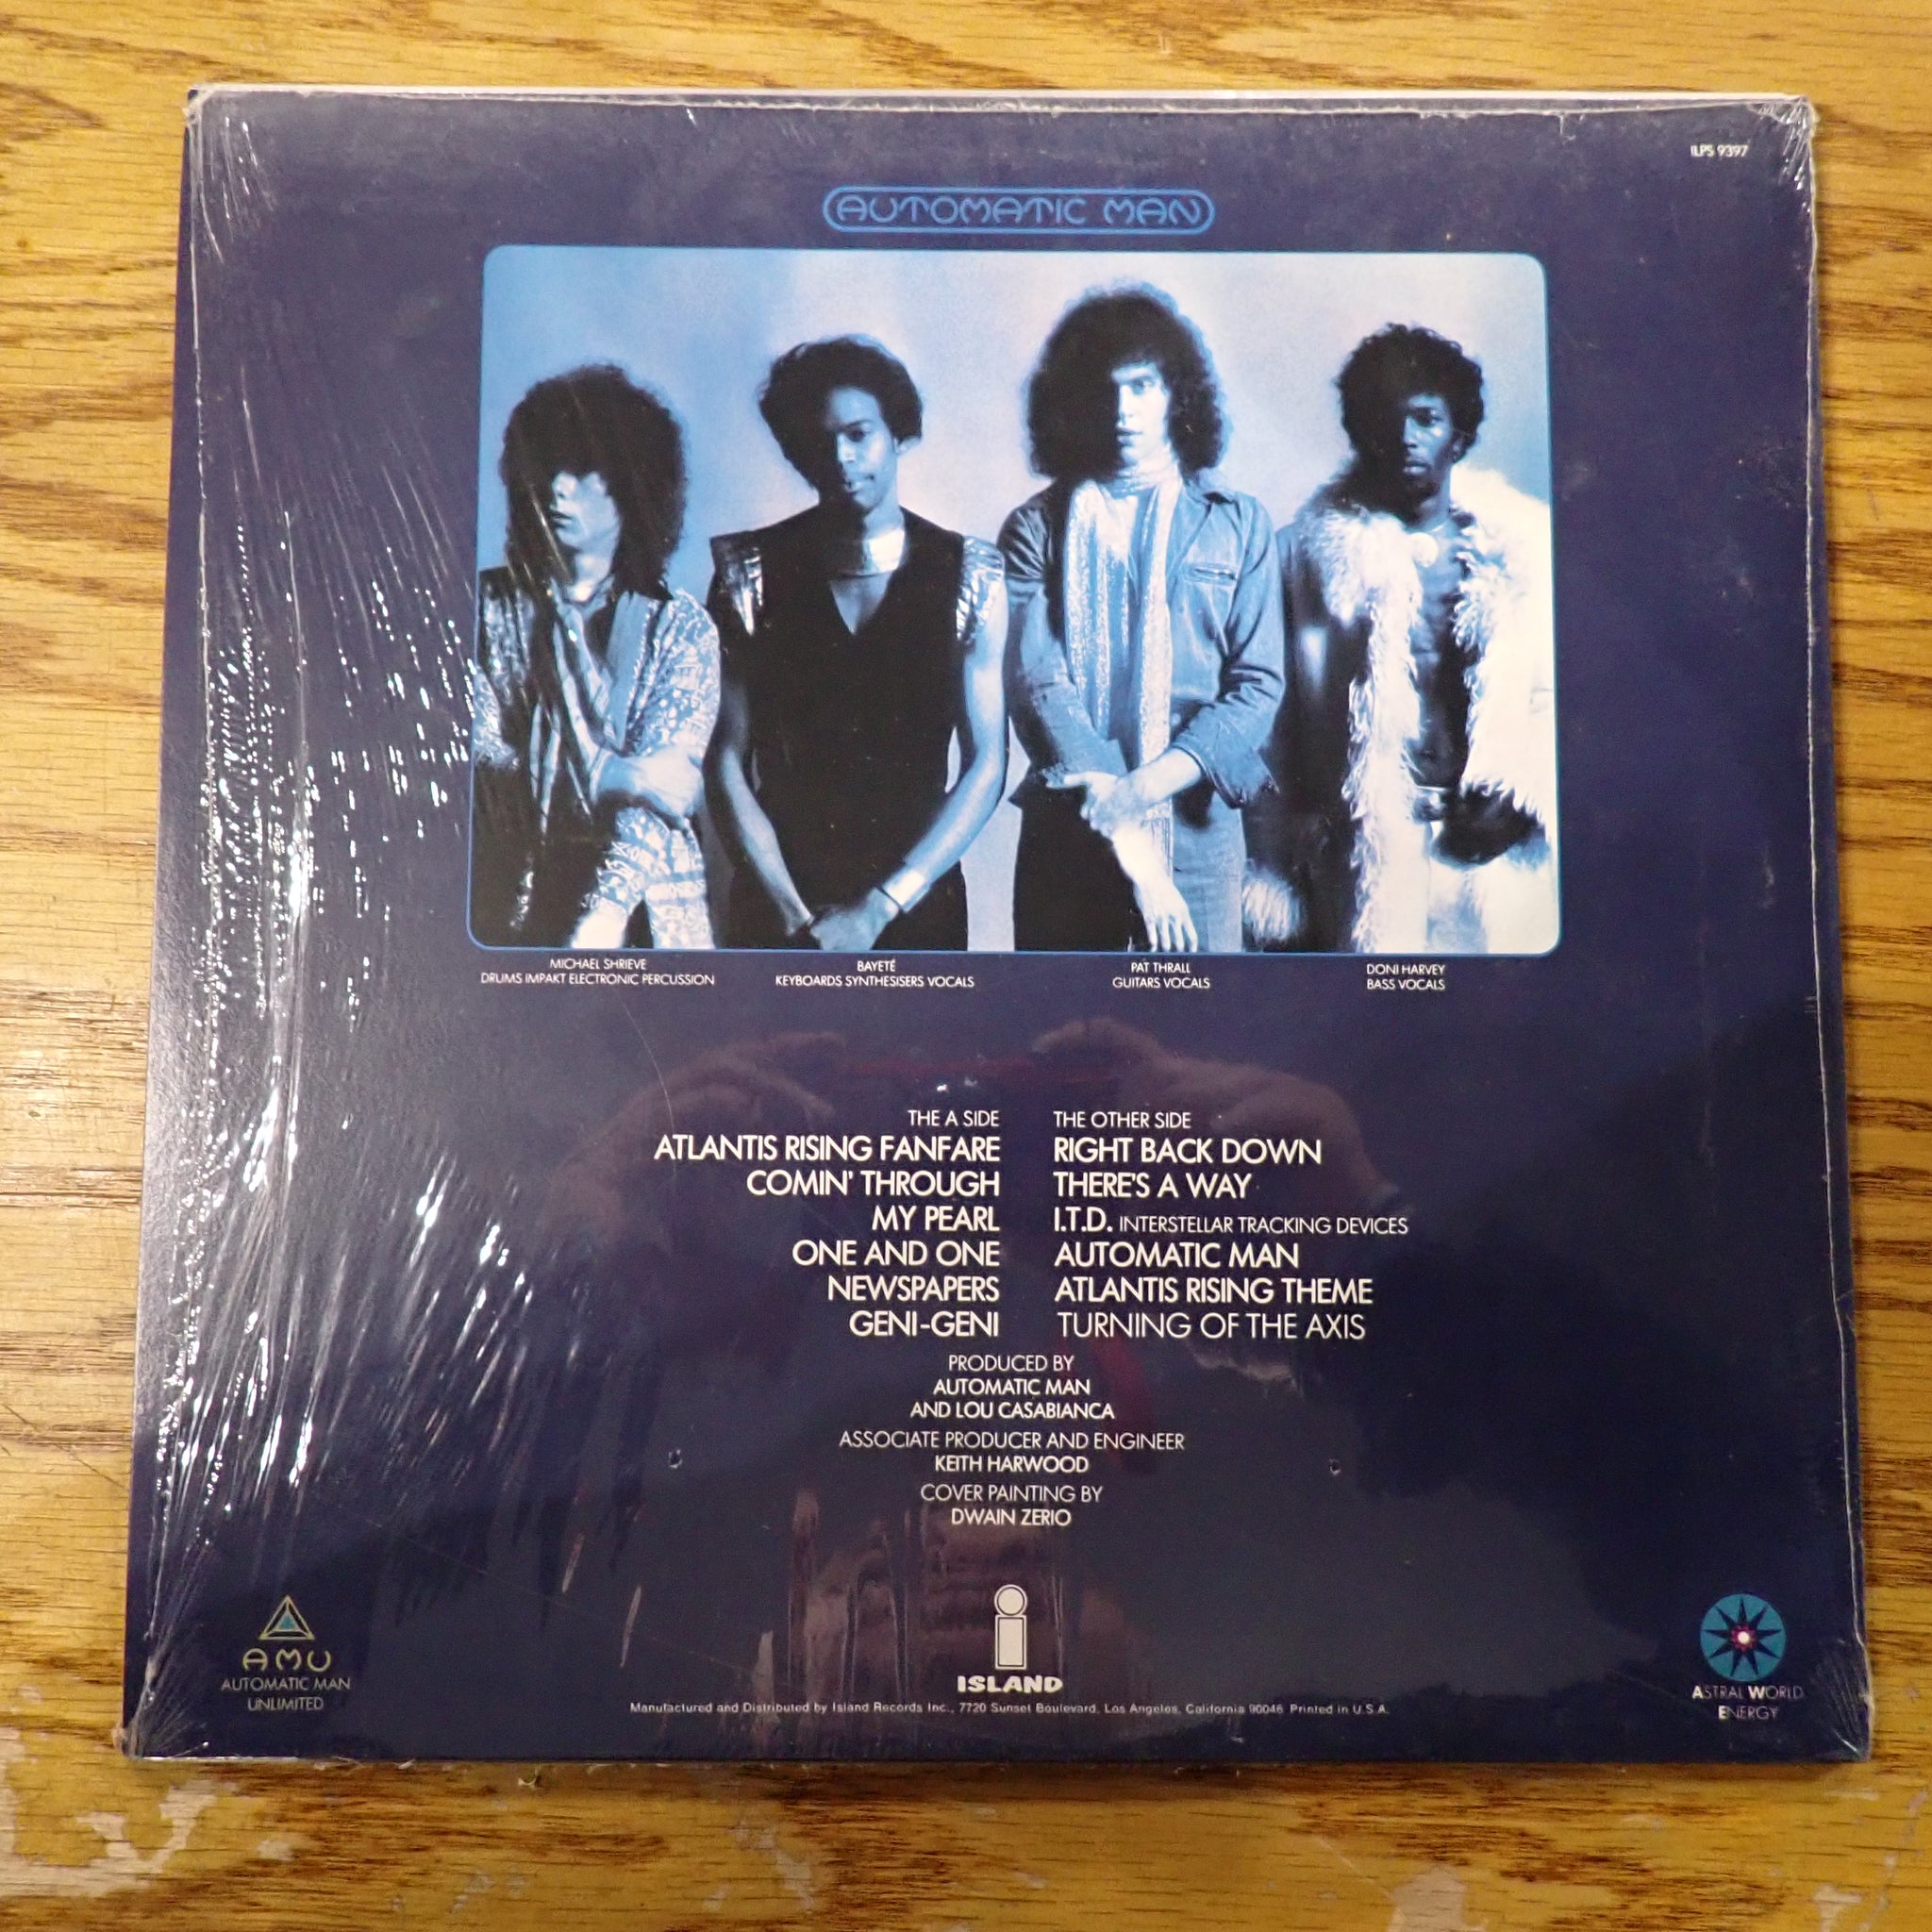 ILPS 9397
AUTOMATIC MAN
MICHAEL SHRIEVE
DRUMS IMPAKT ELECTRONIC PERCUSSION
BAYETÉ
KEYBOARDS SYNTHESISERS VOCALS
PAT THRALL
GUITARS VOCALS
DONI HARVEY
BASS VOCALS
THE A SIDE
ATLANTIS RISING FANFARE
COMIN' THROUGH
MY PEARL
ONE AND ONE
NEWSPAPERS
GENI-GENI
THE OTHER SIDE
RIGHT BACK DOWN
THERE'S A WAY
I.T.D. INTERSTELLAR TRACKING DEVICES
AUTOMATIC MAN
ATLANTIS RISING THEME
TURNING OF THE AXIS
PRODUCED BY
AUTOMATIC MAN
AND LOU CASABIANCA
ASSOCIATE PRODUCER AND ENGINEER
KEITH HARWOOD
COVER PAINTING BY
DWAIN ZERIO
AMU
AUTOMATIC MAN
UNLIMITED
ISLAND
Manufactured and Distributed by Island Records Inc., 7720 Sunset Boulevard, Los Angeles, California 90046 Printed in U.S.A.
ASTRAL WORLD
ENERGY